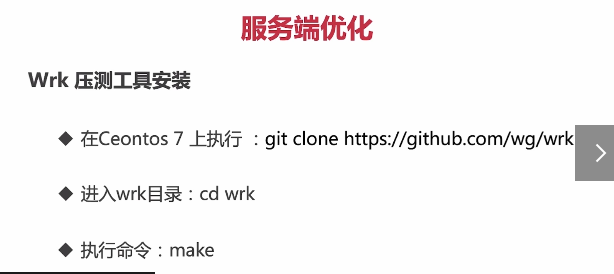 服务端优化
Wrk 压测工具安装
◆ 在Ceontos 7 上执行 ：git clone https://github.com/wg/wrk
◆ 进入wrk目录：cd wrk
◆ 执行命令：make